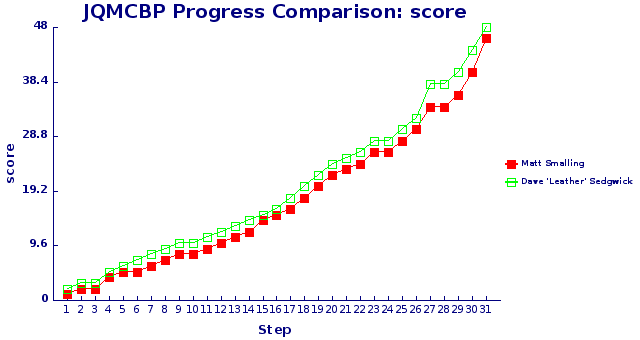 JQMCBP Progress Comparison: score
48
38.4
28.8
19.2
9.6
0
score
1 2 3 4 5 6 7 8 9 10 11 12 13 14 15 16 17 18 19 20 21 22 23 24 25 26 27 28 29 30 31
Step
Matt Smalling
Dave 'Leather' Sedgwick